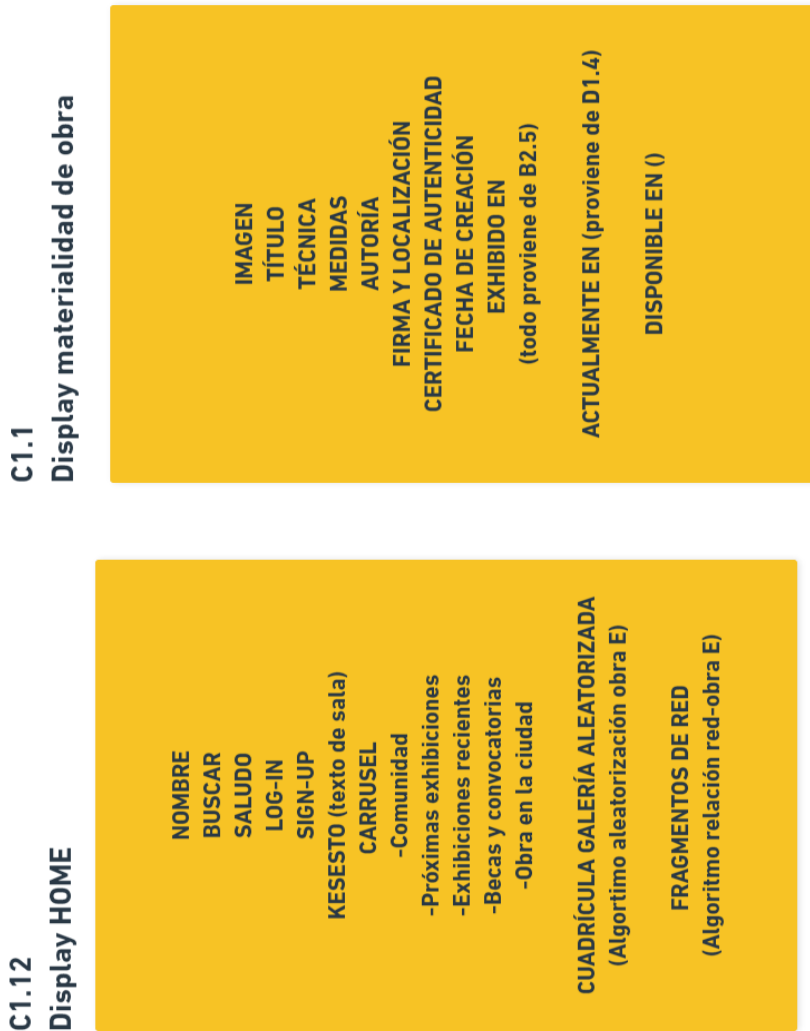 C1.12
Display HOME
NOMBRE
BUSCAR
SALUDO
LOG-IN
SIGN-UP
KESESTO (texto de sala)
CARRUSEL
-Comunidad
-Próximas exhibiciones
-Exhibiciones recientes
-Becas y convocatorias
-Obra en la ciudad
CUADRÍCULA GALERÍA ALEATORIZADA
(Algortimo aleatorización obra E)
FRAGMENTOS DE RED
(Algoritmo relación red-obra E)
C1.1
Display materialidad de obra
IMAGEN
TÍTULO
TÉCNICA
MEDIDAS
AUTORÍA
FIRMA Y LOCALIZACIÓN
CERTIFICADO DE AUTENTICIDAD
FECHA DE CREACIÓN
EXHIBIDO EN
(todo proviene de B2.5)
ACTUALMENTE EN (proviene de D1.4)
DISPONIBLE EN ()